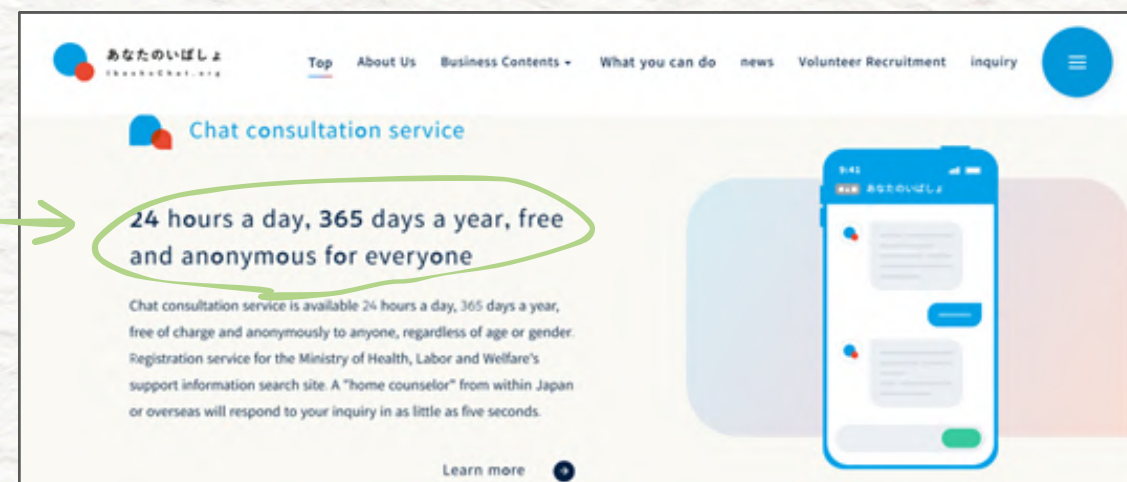 あなたのいばしょ
IbashoChat.org
Top About Us Business Contents What you can do news Volunteer Recruitment inquiry
Chat consultation service
24 hours a day, 365 days a year, free
and anonymous for everyone
Chat consultation service is available 24 hours a day, 365 days a year,
free of charge and anonymously to anyone, regardless of age or gender.
Registration service for the Ministry of Health, Labor and Welfare's
support information search site. A "home counselor" from within Japan
or overseas will respond to your inquiry in as little as five seconds.
Learn more
9:41
あなたのいばしょ